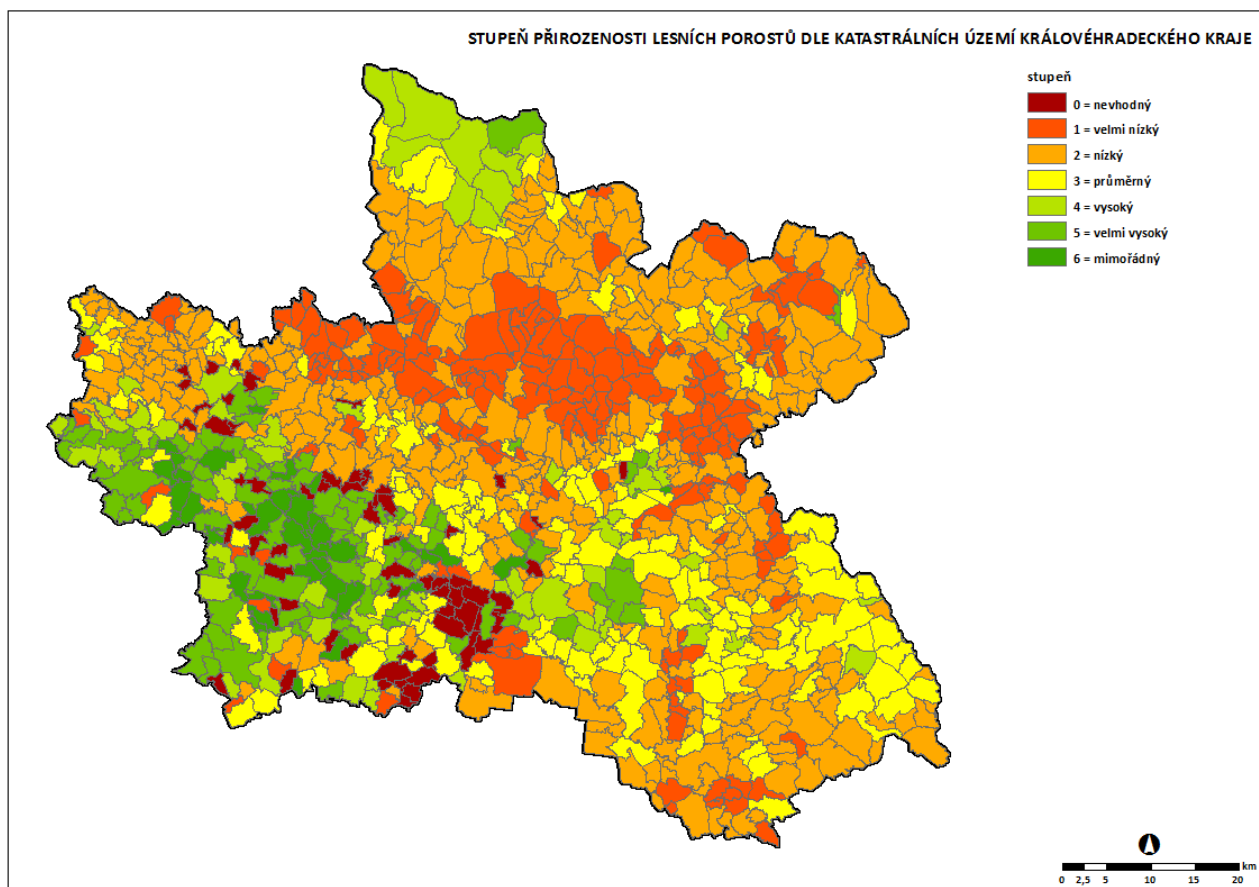 STUPEŇ PŘIROZENOSTI LESNÍCH POROSTŮ DLE KATASTRÁLNÍCH ÚZEMÍ KRÁLOVÉHRADECKÉHO KRAJE
stupeň
0 = nevhodný
1 = velmi nízký
2 = nízký
3 = průměrný
4 = vysoký
5 = velmi vysoký
6 = mimořádný
km
0 2,5 5 10 15 20